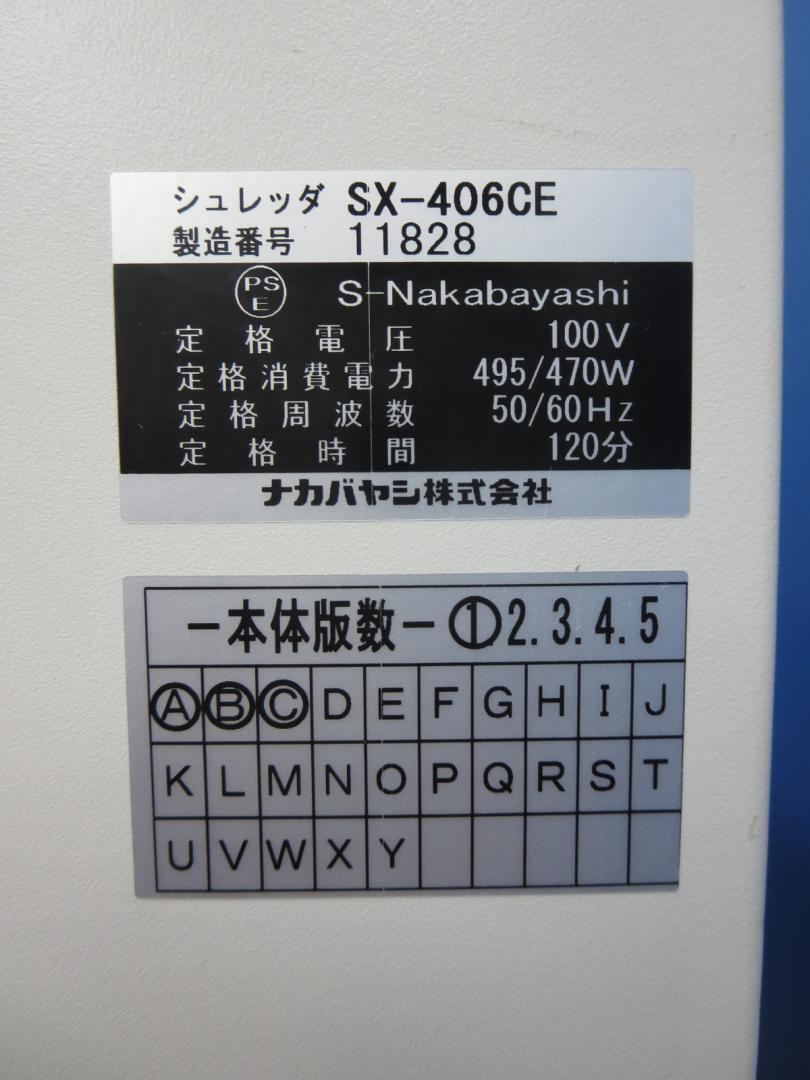 シュレッダ SX-406CE
製造番号 11828
PS E S-Nakabayashi
定格電圧 100V
定格消費電力 495/470W
定格周波数 50/60Hz
定格時間 120分
ナカバヤシ株式会社
-本体版数-①2.3.4.5
Ⓐ Ⓑ Ⓒ D E F G H I J
K L M N O P Q R S T
U V W X Y